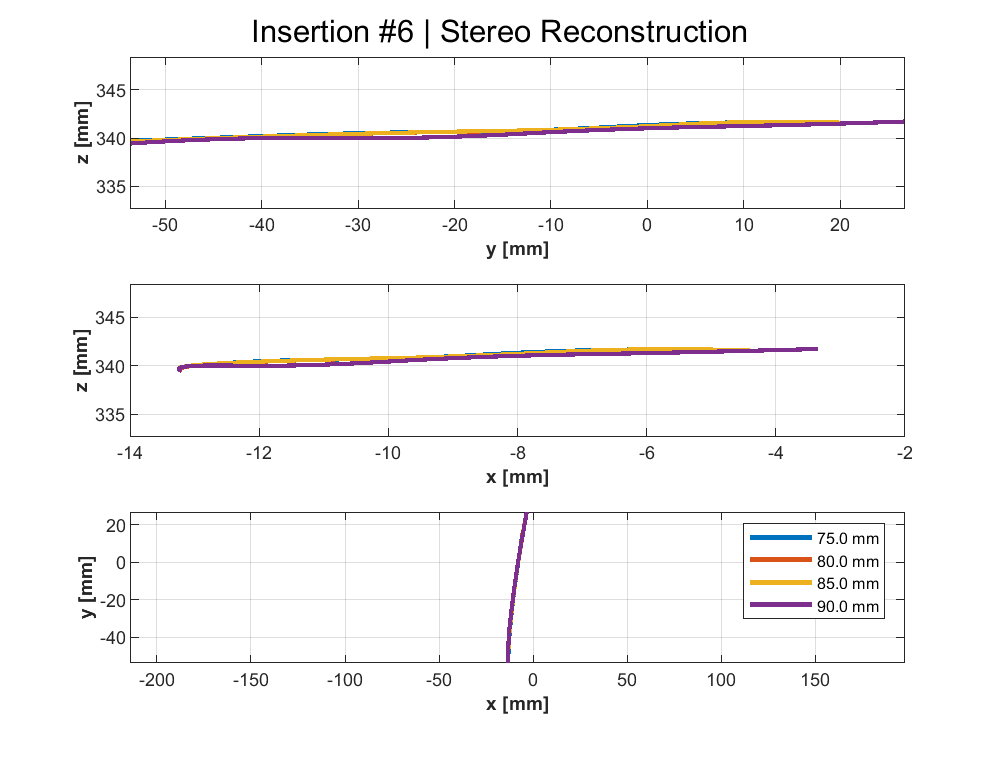 Insertion #6 | Stereo Reconstruction
345
340
335
z [mm]
-50 -40 -30 -20 -10 0 10 20
y [mm]
345
340
335
z [mm]
-14 -12 -10 -8 -6 -4 -2
x [mm]
20
0
-20
-40
y [mm]
75.0 mm
80.0 mm
85.0 mm
90.0 mm
-200 -150 -100 -50 0 50 100 150
x [mm]